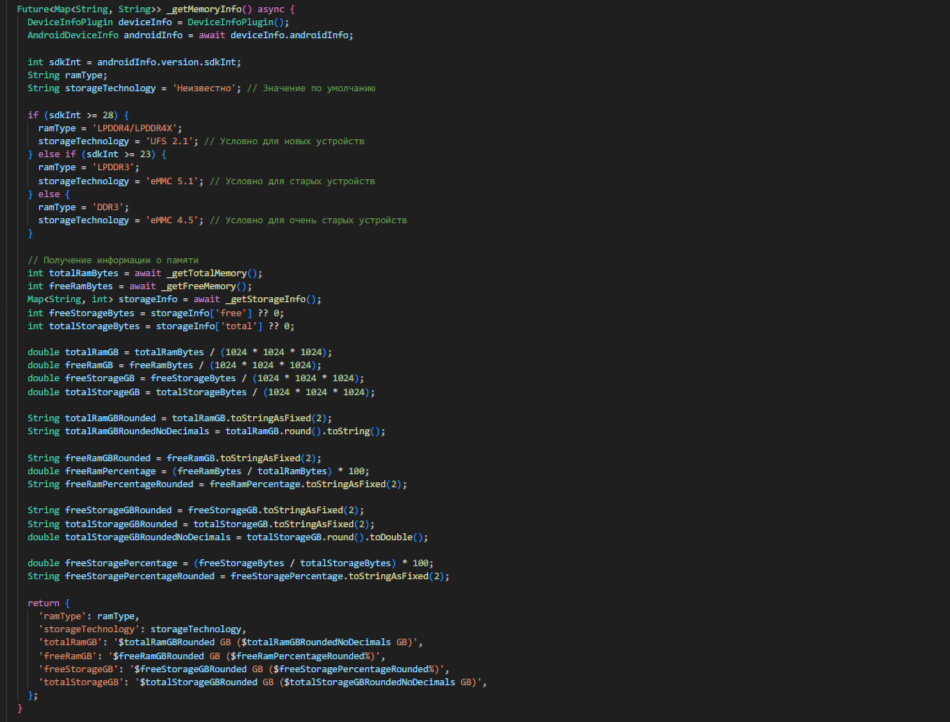 Future<Map<String, String>> _getMemoryInfo() async {
DeviceInfoPlugin deviceInfo = DeviceInfoPlugin();
AndroidDeviceInfo androidInfo = await deviceInfo.androidInfo;
int sdkInt = androidInfo.version.sdkInt;
String ramType;
String storageTechnology = 'Неизвестно'; // Значение по умолчанию
if (sdkInt >= 28) {
ramType = 'LPDDR4/LPDDR4X';
storageTechnology = 'UFS 2.1'; // Условно для новых устройств
} else if (sdkInt >= 23) {
ramType = 'LPDDR3';
storageTechnology = 'eMMC 5.1'; // Условно для старых устройств
} else {
ramType = 'DDR3';
storageTechnology = 'eMMC 4.5'; // Условно для очень старых устройств
}
// Получение информации о памяти
int totalRamBytes = await _getTotalMemory();
int freeRamBytes = await _getFreeMemory();
Map<String, int> storageInfo = await _getStorageInfo();
int freeStorageBytes = storageInfo['free'] ?? 0;
int totalStorageBytes = storageInfo['total'] ?? 0;
double totalRamGB = totalRamBytes / (1024 * 1024 * 1024);
double freeRamGB = freeRamBytes / (1024 * 1024 * 1024);
double freeStorageGB = freeStorageBytes / (1024 * 1024 * 1024);
double totalStorageGB = totalStorageBytes / (1024 * 1024 * 1024);
String totalRamGBRounded = totalRamGB.toStringAsFixed(2);
String totalRamGBRoundedNoDecimals = totalRamGB.round().toString();
String freeRamGBRounded = freeRamGB.toStringAsFixed(2);
double freeRamPercentage = (freeRamBytes / totalRamBytes) * 100;
String freeRamPercentageRounded = freeRamPercentage.toStringAsFixed(2);
String freeStorageGBRounded = freeStorageGB.toStringAsFixed(2);
String totalStorageGBRounded = totalStorageGB.toStringAsFixed(2);
double totalStorageGBRoundedNoDecimals = totalStorageGB.round().toDouble();
double freeStoragePercentage = (freeStorageBytes / totalStorageBytes) * 100;
String freeStoragePercentageRounded = freeStoragePercentage.toStringAsFixed(2);
return {
'ramType': ramType,
'storageTechnology': storageTechnology,
'totalRamGB': '$totalRamGBRounded GB ($totalRamGBRoundedNoDecimals GB)',
'freeRamGB': '$freeRamGBRounded GB ($freeRamPercentageRounded%)',
'freeStorageGB': '$freeStorageGBRounded GB ($freeStoragePercentageRounded%)',
'totalStorageGB': '$totalStorageGBRounded GB ($totalStorageGBRoundedNoDecimals GB)',
};
}